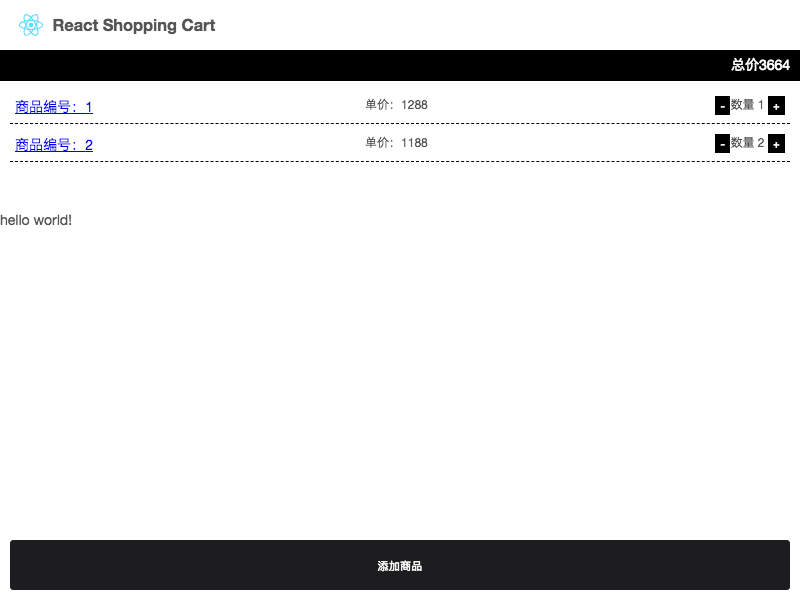 React Shopping Cart
总价3664
商品编号：1 单价：1288 - 数量 1 +
商品编号：2 单价：1188 - 数量 2 +
hello world!
添加商品